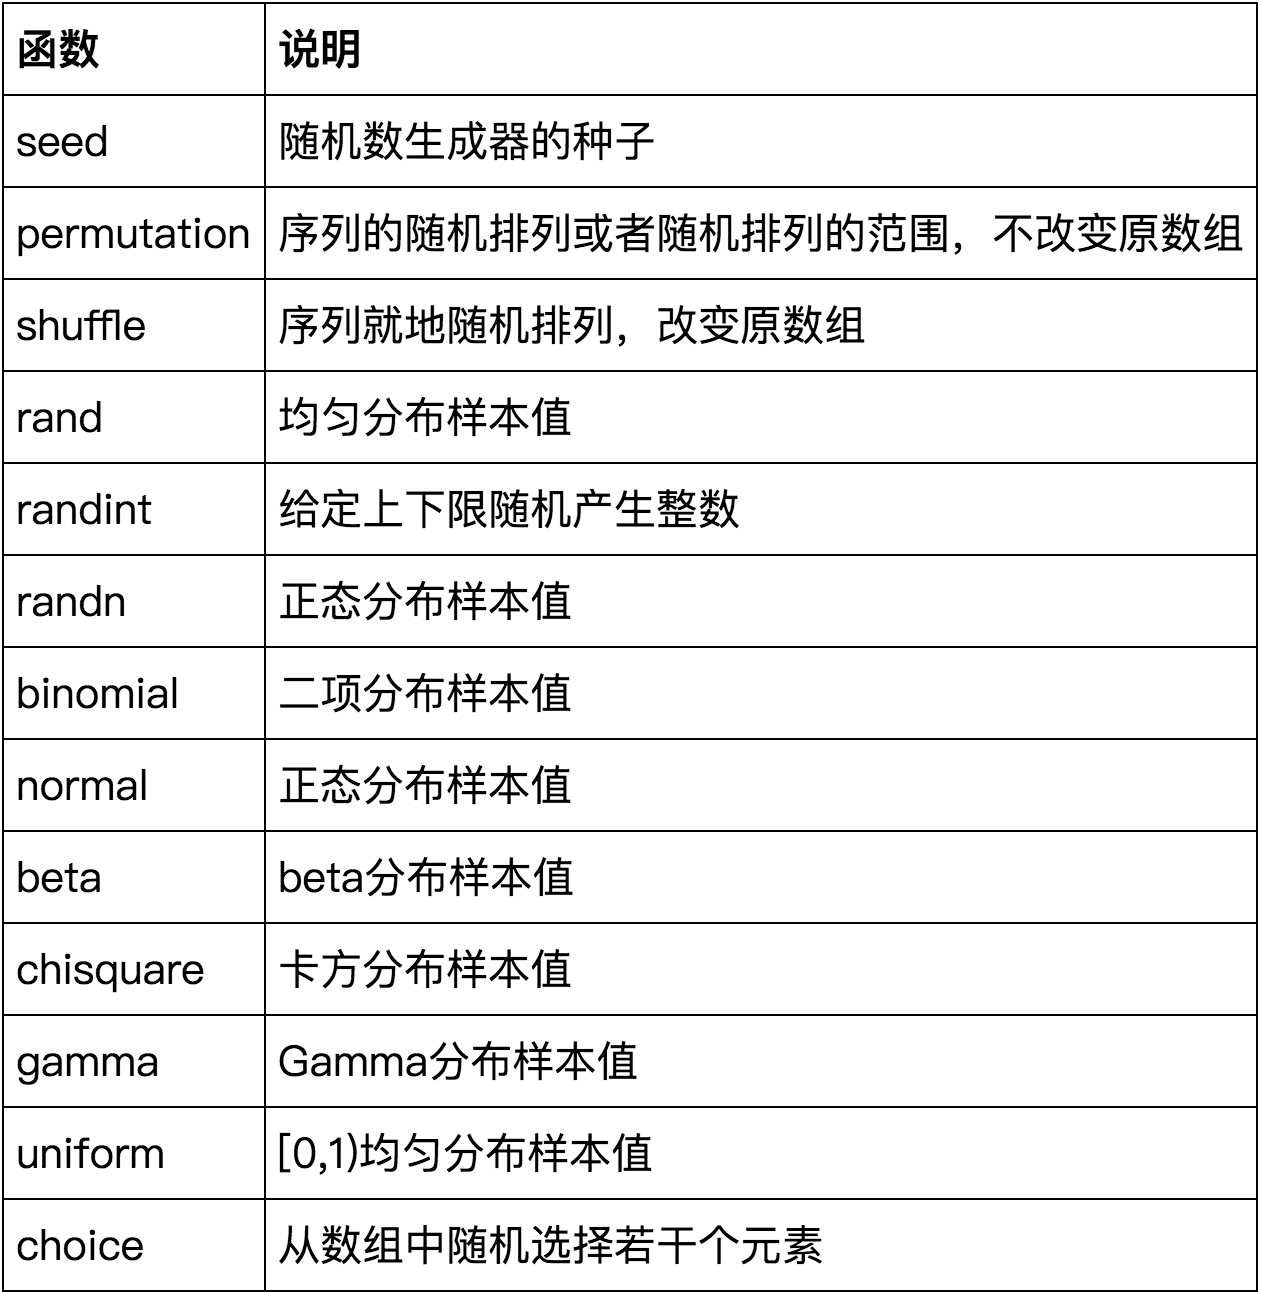 函数 说明
seed 随机数生成器的种子
permutation 序列的随机排列或者随机排列的范围，不改变原数组
shuffle 序列就地随机排列，改变原数组
rand 均匀分布样本值
randint 给定上下限随机产生整数
randn 正态分布样本值
binomial 二项分布样本值
normal 正态分布样本值
beta beta分布样本值
chisquare 卡方分布样本值
gamma Gamma分布样本值
uniform [0,1)均匀分布样本值
choice 从数组中随机选择若干个元素